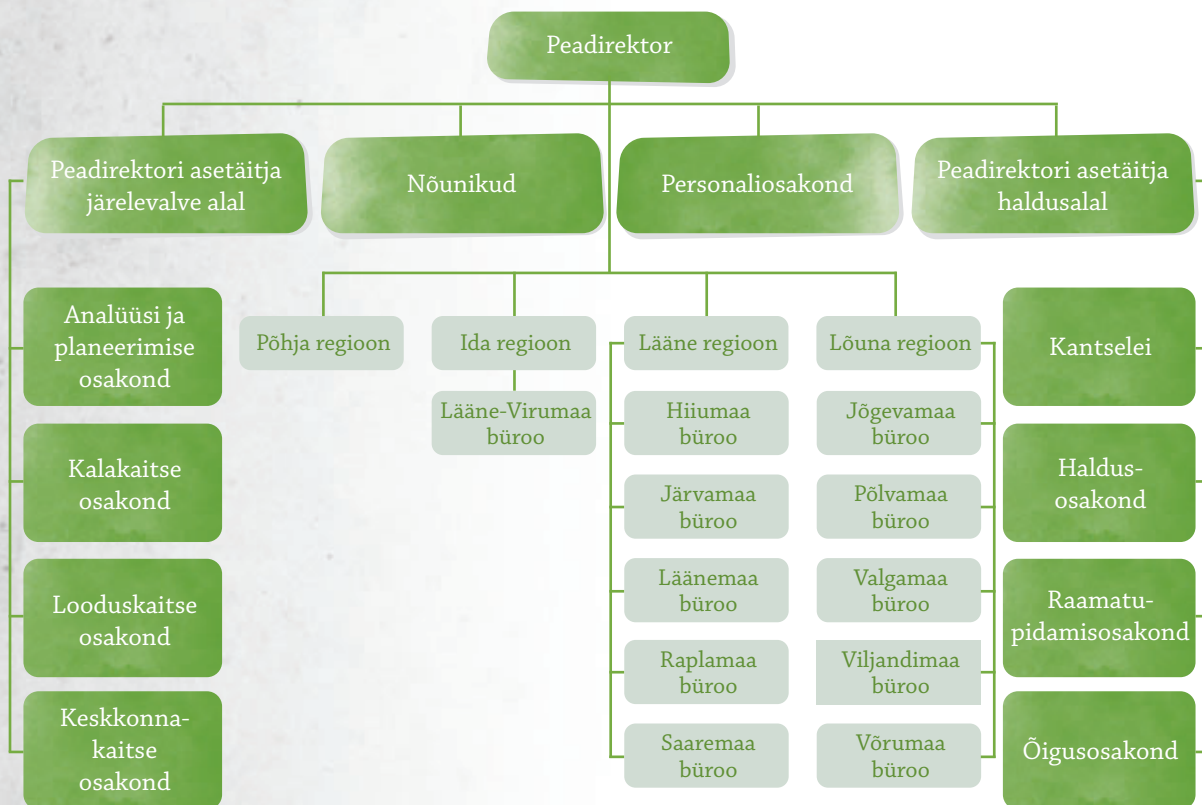 Peadirektor
Peadirektori asetäitja
järelevalve alal
Nõunikud
Personaliosakond
Peadirektori asetäitja
haldusalal
Analüüsi ja
planeerimise
osakond
Kalakaitse
osakond
Looduskaitse
osakond
Keskkonna-
kaitse
osakond
Põhja regioon
Ida regioon
Lääne-Virumaa
büroo
Lääne regioon
Hiiumaa
büroo
Järvamaa
büroo
Läänemaa
büroo
Raplamaa
büroo
Saaremaa
büroo
Lõuna regioon
Jõgevamaa
büroo
Põlvamaa
büroo
Valgamaa
büroo
Viljandimaa
büroo
Võrumaa
büroo
Kantselei
Haldus-
osakond
Raamatu-
pidamisosakond
Õigusosakond